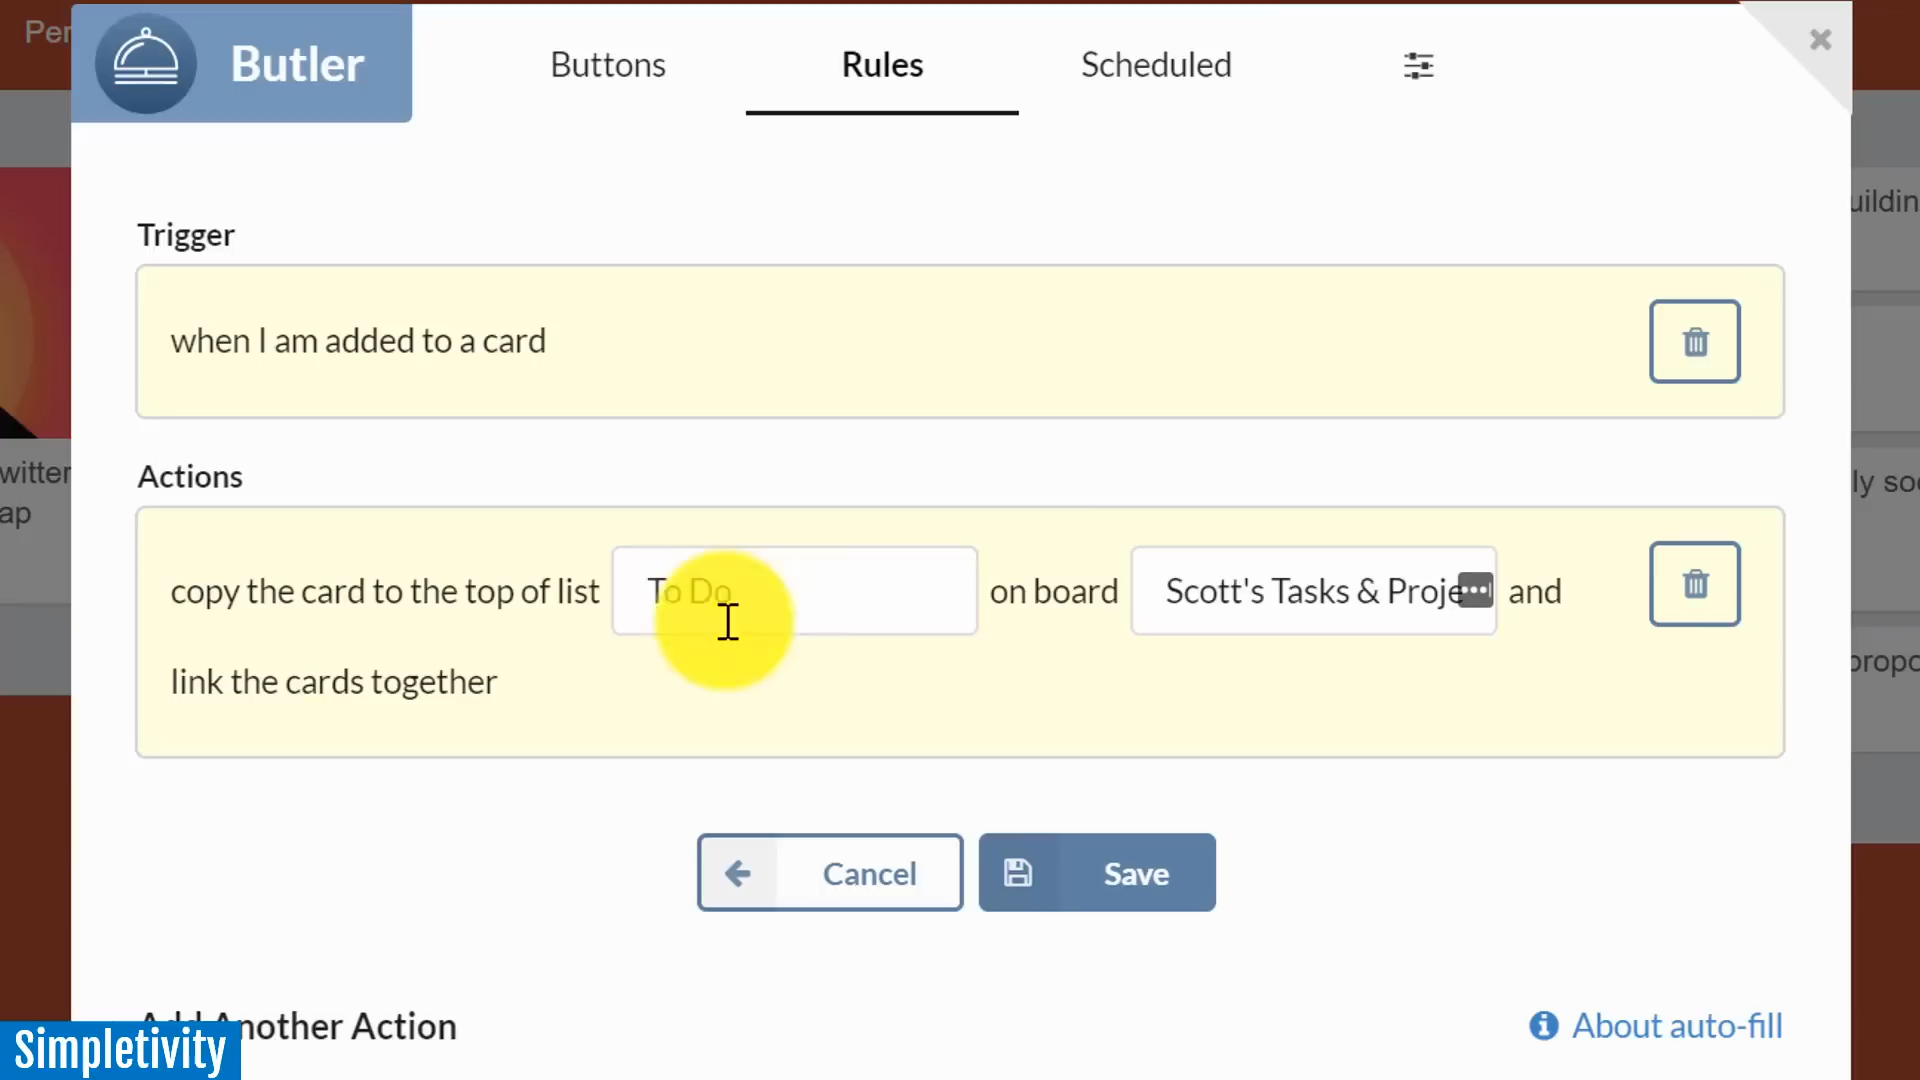 Butler
Buttons
Rules
Scheduled
Trigger
when I am added to a card
Actions
copy the card to the top of list To Do on board Scott's Tasks & Proje and
link the cards together
Cancel
Save
Add Another Action
About auto-fill
Simpletivity